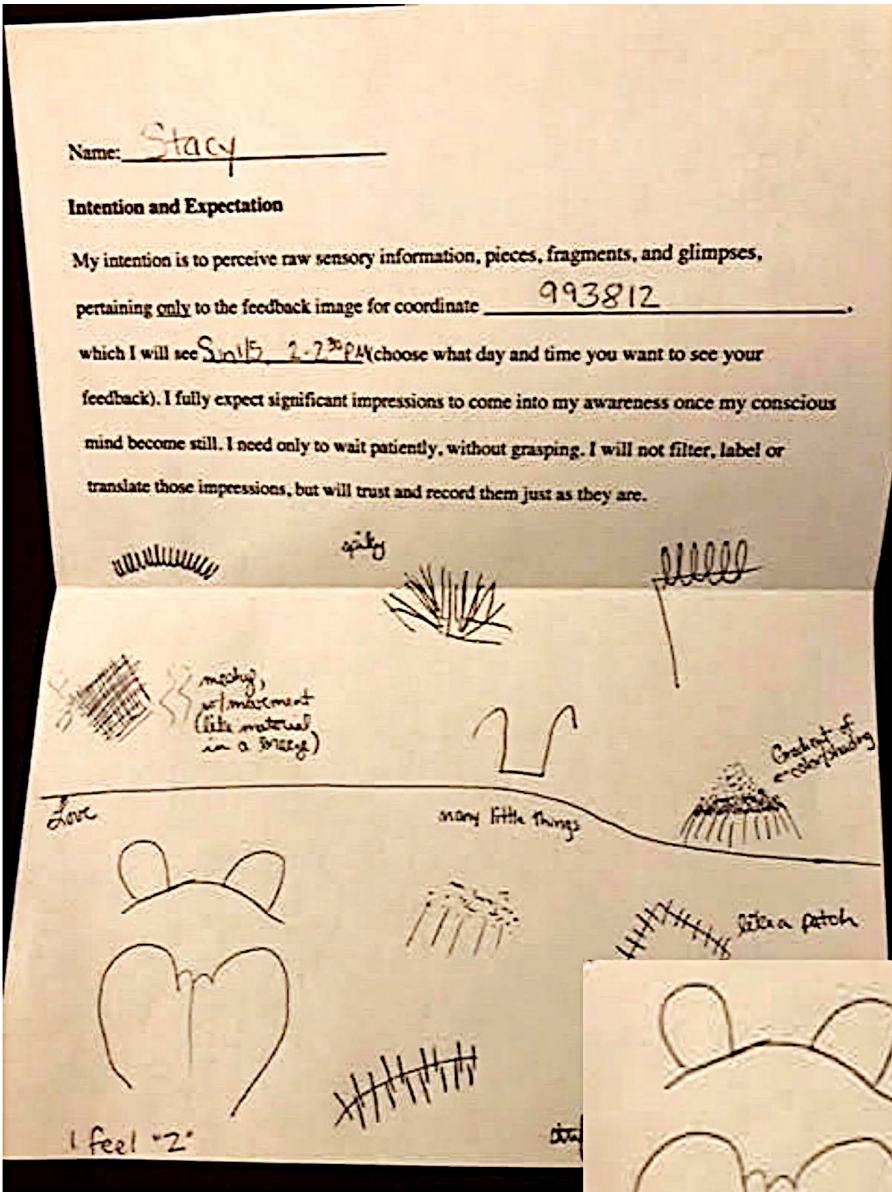 Name: Stacy
Intention and Expectation
My intention is to perceive raw sensory information, pieces, fragments, and glimpses,
pertaining only to the feedback image for coordinate 993812,
which I will see Sun 1/5 2-2:30 PM (choose what day and time you want to see your
feedback). I fully expect significant impressions to come into my awareness once my conscious
mind become still. I need only to wait patiently, without grasping. I will not filter, label or
translate those impressions, but will trust and record them just as they are.
spiky
meshy,
w/movement
(like material
in a breeze)
Gradient of
color/shading
Love
many little things
like a patch
I feel "2"